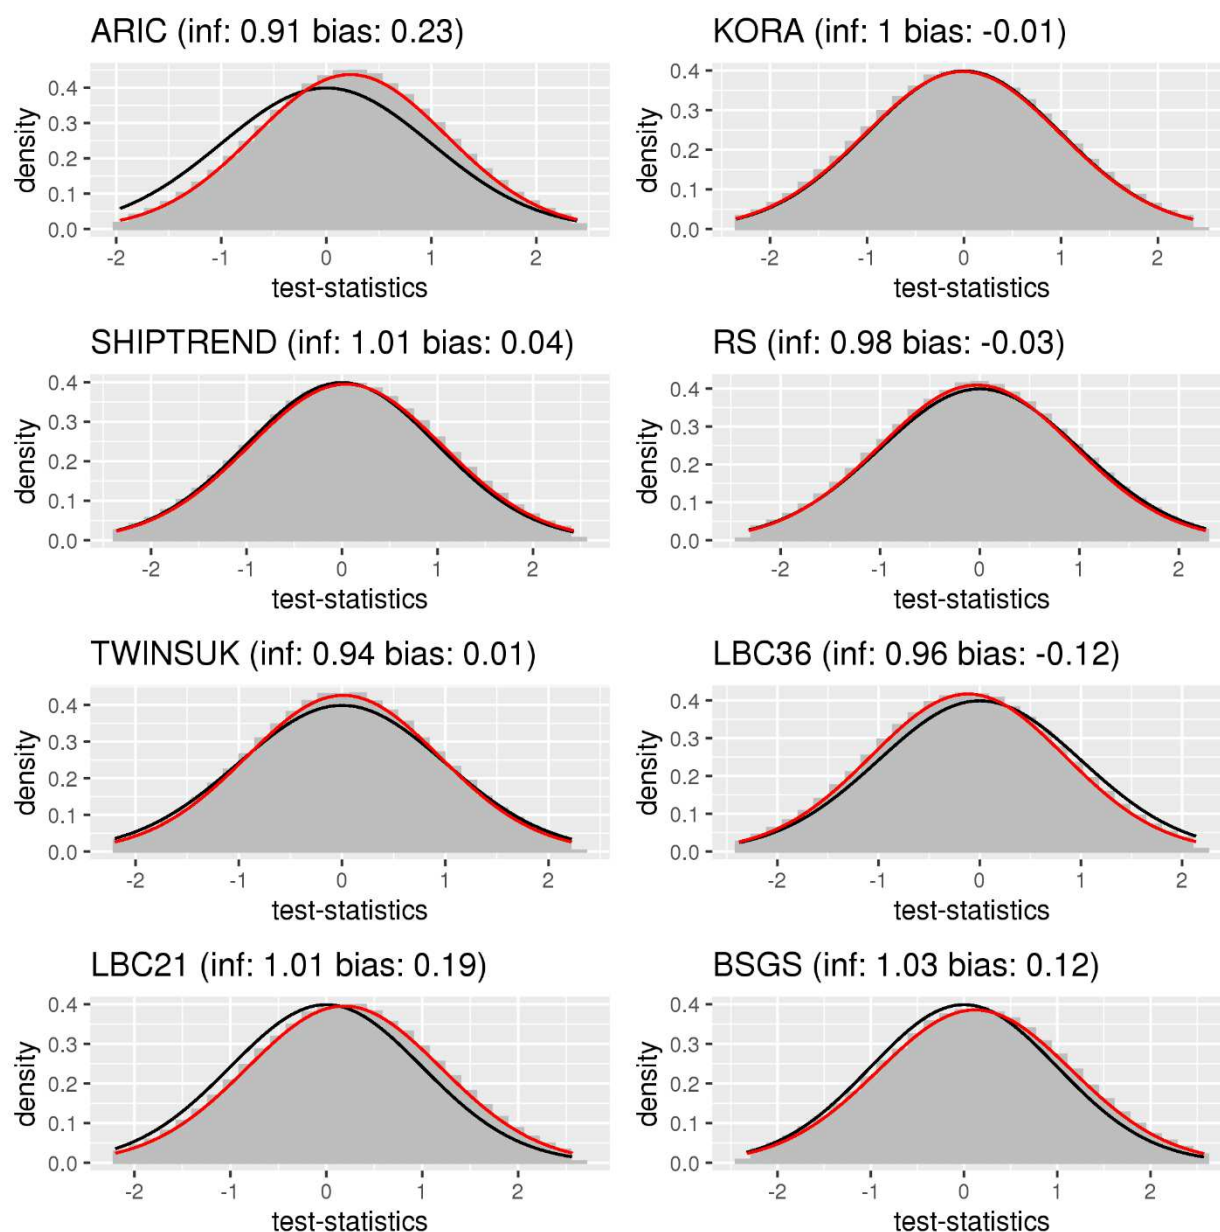 ARIC (inf: 0.91 bias: 0.23)
density
0.4
0.3
0.2
0.1
0.0
-2 -1 0 1 2
test-statistics
KORA (inf: 1 bias: -0.01)
density
0.4
0.3
0.2
0.1
0.0
-2 -1 0 1 2
test-statistics
SHIPTREND (inf: 1.01 bias: 0.04)
density
0.4
0.3
0.2
0.1
0.0
-2 -1 0 1 2
test-statistics
RS (inf: 0.98 bias: -0.03)
density
0.4
0.3
0.2
0.1
0.0
-2 -1 0 1 2
test-statistics
TWINSUK (inf: 0.94 bias: 0.01)
density
0.4
0.3
0.2
0.1
0.0
-2 -1 0 1 2
test-statistics
LBC36 (inf: 0.96 bias: -0.12)
density
0.4
0.3
0.2
0.1
0.0
-2 -1 0 1 2
test-statistics
LBC21 (inf: 1.01 bias: 0.19)
density
0.4
0.3
0.2
0.1
0.0
-2 -1 0 1 2
test-statistics
BSGS (inf: 1.03 bias: 0.12)
density
0.4
0.3
0.2
0.1
0.0
-2 -1 0 1 2
test-statistics